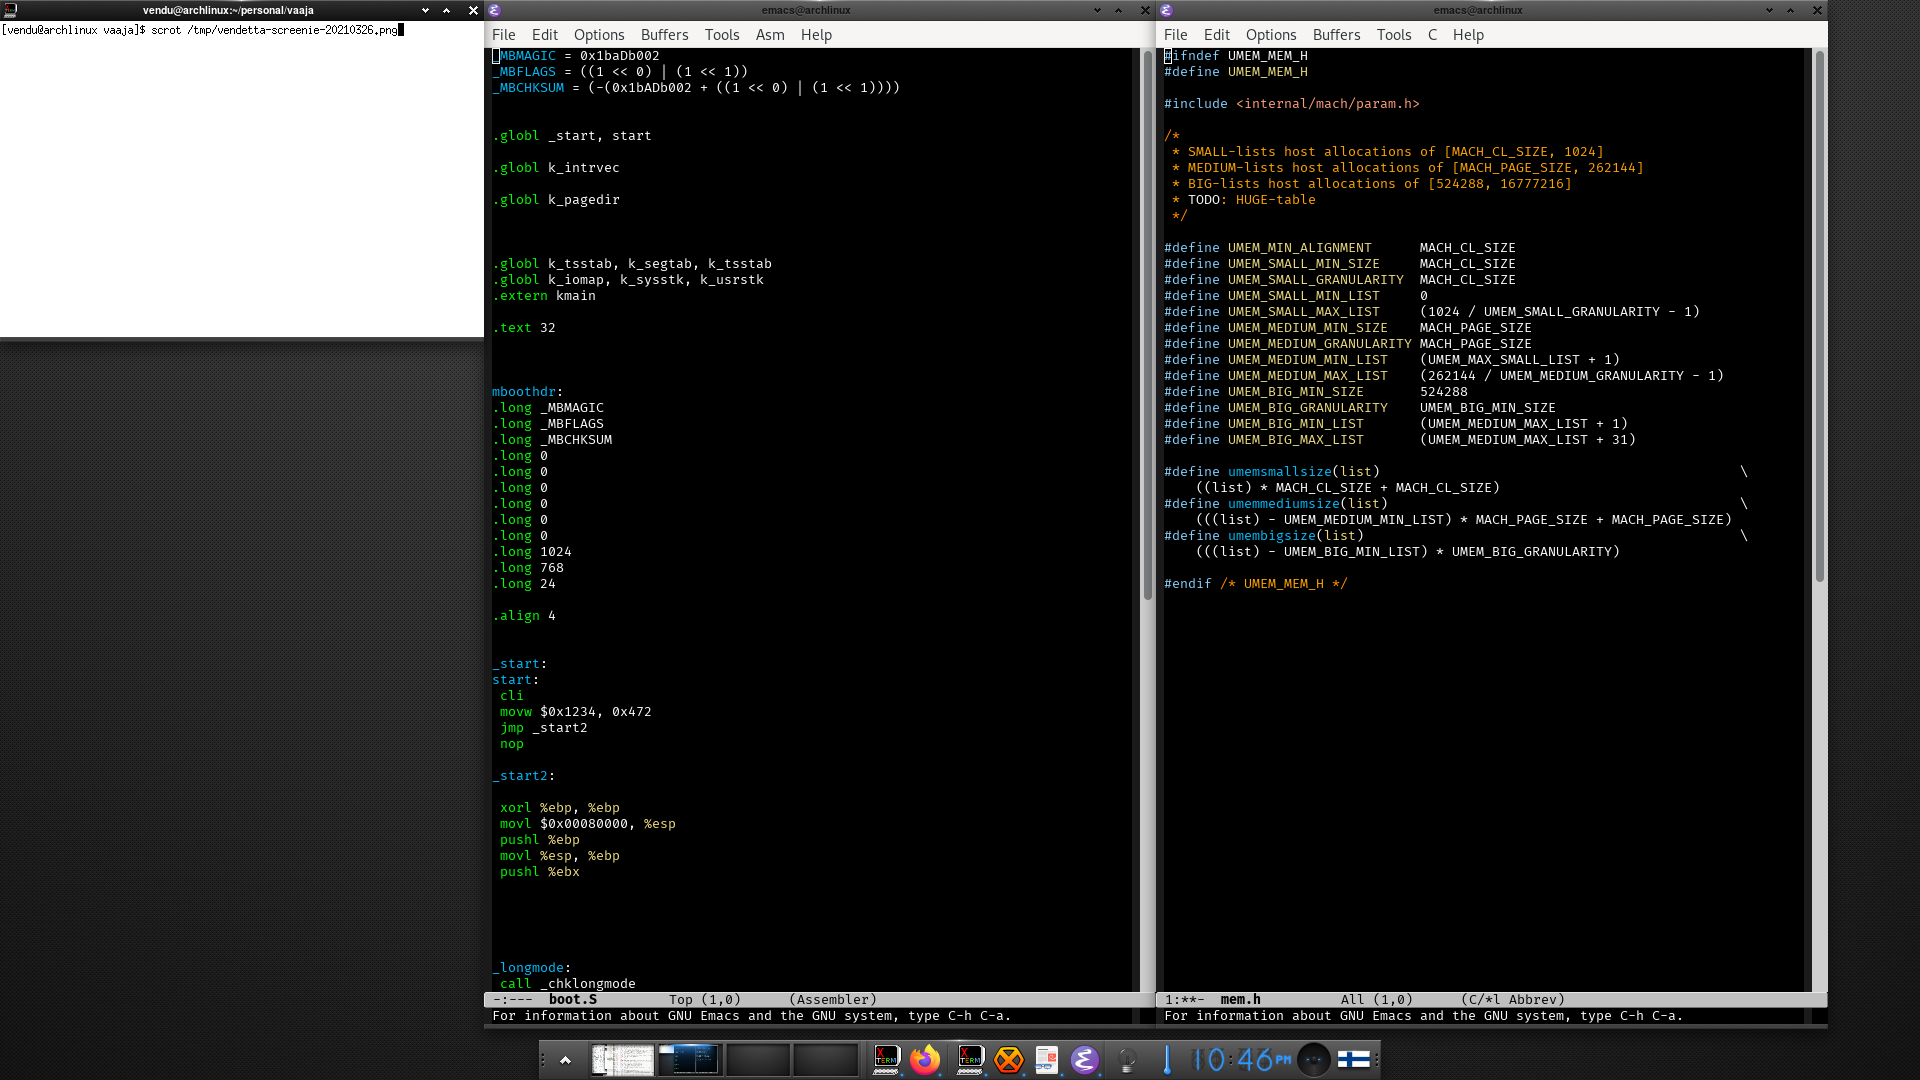 vendu@archlinux:~/personal/vaaja
[vendu@archlinux vaaja]$ scrot /tmp/vendetta-screenie-20210326.png
emacs@archlinux
File Edit Options Buffers Tools Asm Help
_MBMAGIC = 0x1baDb002
_MBFLAGS = ((1 << 0) | (1 << 1))
_MBCHKSUM = (-(0x1bADb002 + ((1 << 0) | (1 << 1))))
.globl _start, start
.globl k_intrvec
.globl k_pagedir
.globl k_tsstab, k_segtab, k_tsstab
.globl k_iomap, k_sysstk, k_usrstk
.extern kmain
.text 32
mboothdr:
.long _MBMAGIC
.long _MBFLAGS
.long _MBCHKSUM
.long 0
.long 0
.long 0
.long 0
.long 0
.long 0
.long 1024
.long 768
.long 24
.align 4
_start:
start:
cli
movw $0x1234, 0x472
jmp _start2
nop
_start2:
xorl %ebp, %ebp
movl $0x00080000, %esp
pushl %ebp
movl %esp, %ebp
pushl %ebx
_longmode:
call _chklongmode
-:--- boot.S Top (1,0) (Assembler)
For information about GNU Emacs and the GNU system, type C-h C-a.
emacs@archlinux
File Edit Options Buffers Tools C Help
#ifndef UMEM_MEM_H
#define UMEM_MEM_H
#include <internal/mach/param.h>
/*
* SMALL-lists host allocations of [MACH_CL_SIZE, 1024]
* MEDIUM-lists host allocations of [MACH_PAGE_SIZE, 262144]
* BIG-lists host allocations of [524288, 16777216]
* TODO: HUGE-table
*/
#define UMEM_MIN_ALIGNMENT MACH_CL_SIZE
#define UMEM_SMALL_MIN_SIZE MACH_CL_SIZE
#define UMEM_SMALL_GRANULARITY MACH_CL_SIZE
#define UMEM_SMALL_MIN_LIST 0
#define UMEM_SMALL_MAX_LIST (1024 / UMEM_SMALL_GRANULARITY - 1)
#define UMEM_MEDIUM_MIN_SIZE MACH_PAGE_SIZE
#define UMEM_MEDIUM_GRANULARITY MACH_PAGE_SIZE
#define UMEM_MEDIUM_MIN_LIST (UMEM_MAX_SMALL_LIST + 1)
#define UMEM_MEDIUM_MAX_LIST (262144 / UMEM_MEDIUM_GRANULARITY - 1)
#define UMEM_BIG_MIN_SIZE 524288
#define UMEM_BIG_GRANULARITY UMEM_BIG_MIN_SIZE
#define UMEM_BIG_MIN_LIST (UMEM_MEDIUM_MAX_LIST + 1)
#define UMEM_BIG_MAX_LIST (UMEM_MEDIUM_MAX_LIST + 31)
#define umemsmallsize(list) \
((list) * MACH_CL_SIZE + MACH_CL_SIZE)
#define umemmediumsize(list) \
(((list) - UMEM_MEDIUM_MIN_LIST) * MACH_PAGE_SIZE + MACH_PAGE_SIZE)
#define umembigsize(list) \
(((list) - UMEM_BIG_MIN_LIST) * UMEM_BIG_GRANULARITY)
#endif /* UMEM_MEM_H */
1:**- mem.h All (1,0) (C/*l Abbrev)
For information about GNU Emacs and the GNU system, type C-h C-a.
X TERM X TERM 10:46 PM